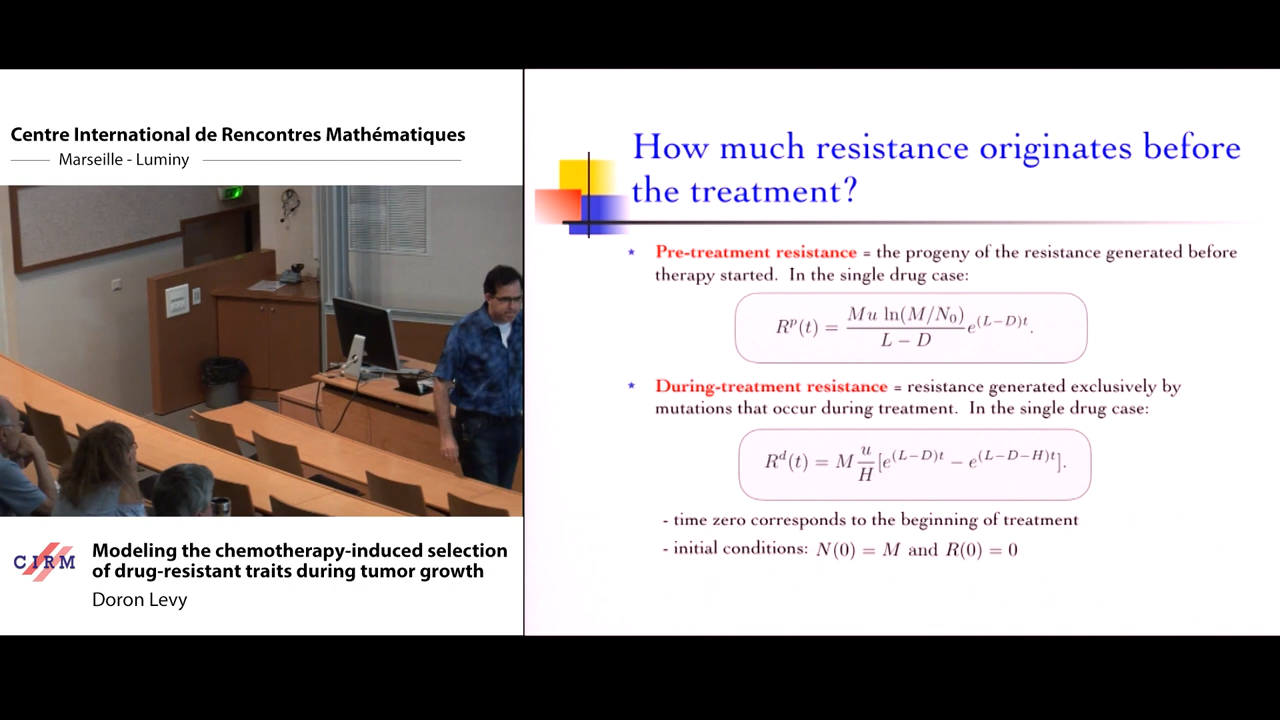 Centre International de Rencontres Mathématiques
Marseille - Luminy
CIRM
Modeling the chemotherapy-induced selection
of drug-resistant traits during tumor growth
Doron Levy
How much resistance originates before
the treatment?
* Pre-treatment resistance = the progeny of the resistance generated before
therapy started. In the single drug case:
R^p(t) = \frac{Mu ln(M/N_0)}{L − D} e^{(L−D)t}.
* During-treatment resistance = resistance generated exclusively by
mutations that occur during treatment. In the single drug case:
R^d(t) = M \frac{u}{H} [e^{(L−D)t} − e^{(L−D−H)t}].
- time zero corresponds to the beginning of treatment
- initial conditions: N(0) = M and R(0) = 0